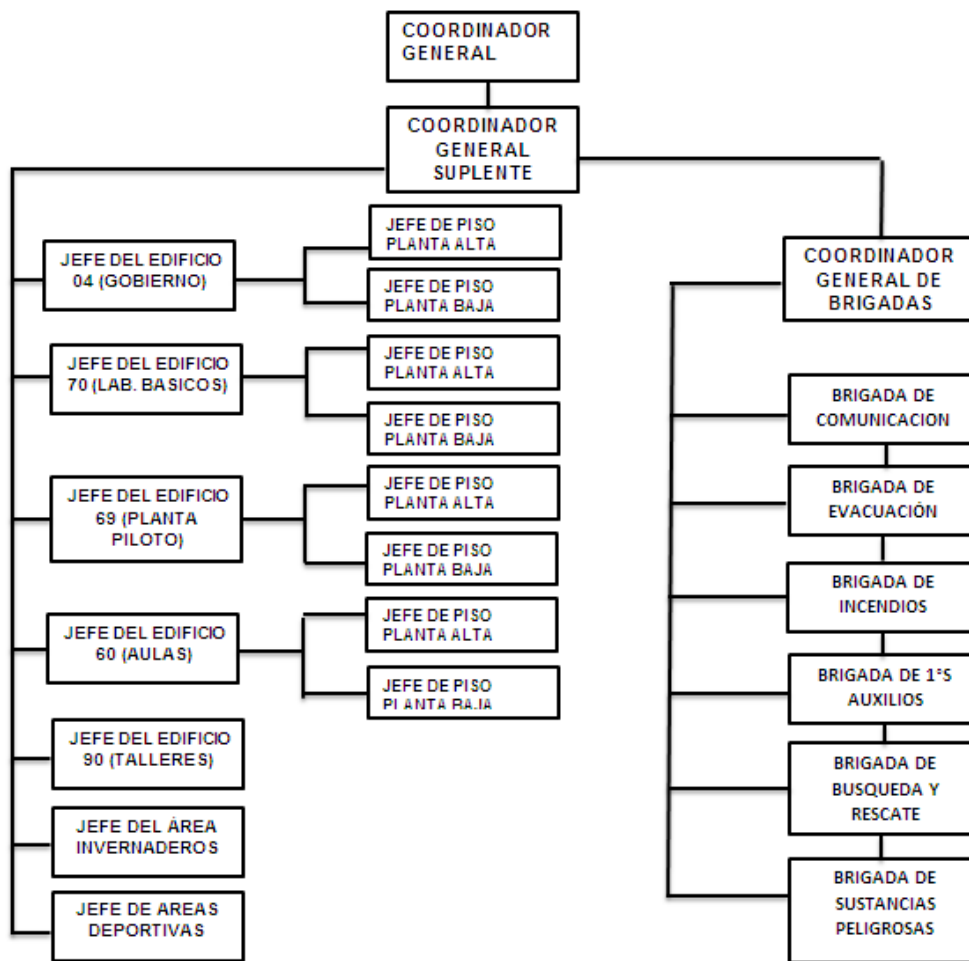 COORDINADOR
GENERAL
COORDINADOR
GENERAL
SUPLENTE
JEFE DEL EDIFICIO
04 (GOBIERNO)
JEFE DE PISO
PLANTA ALTA
JEFE DE PISO
PLANTA BAJA
JEFE DEL EDIFICIO
70 (LAB. BASICOS)
JEFE DE PISO
PLANTA ALTA
JEFE DE PISO
PLANTA BAJA
JEFE DEL EDIFICIO
69 (PLANTA
PILOTO)
JEFE DE PISO
PLANTA ALTA
JEFE DE PISO
PLANTA BAJA
JEFE DEL EDIFICIO
60 (AULAS)
JEFE DE PISO
PLANTA ALTA
JEFE DE PISO
PLANTA BAJA
JEFE DEL EDIFICIO
90 (TALLERES)
JEFE DEL ÁREA
INVERNADEROS
JEFE DE AREAS
DEPORTIVAS
COORDINADOR
GENERAL DE
BRIGADAS
BRIGADA DE
COMUNICACION
BRIGADA DE
EVACUACIÓN
BRIGADA DE
INCENDIOS
BRIGADA DE 1°S
AUXILIOS
BRIGADA DE
BUSQUEDA Y
RESCATE
BRIGADA DE
SUSTANCIAS
PELIGROSAS